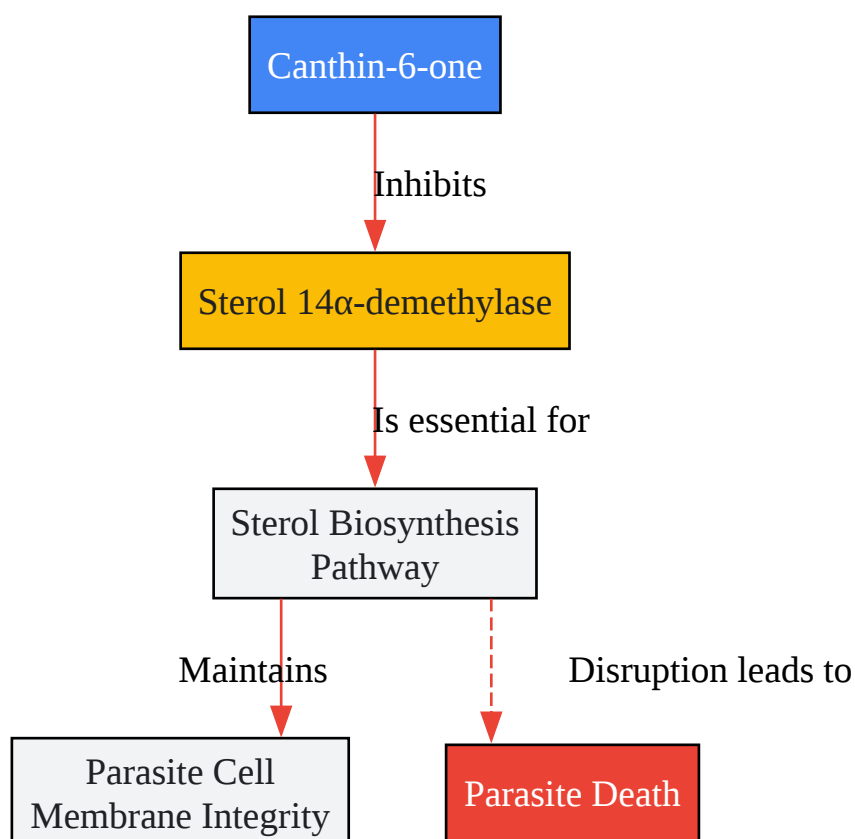 Canthin-6-one
Inhibits
Sterol 14α-demethylase
Is essential for
Sterol Biosynthesis
Pathway
Maintains
Disruption leads to
Parasite Cell
Membrane Integrity
Parasite Death